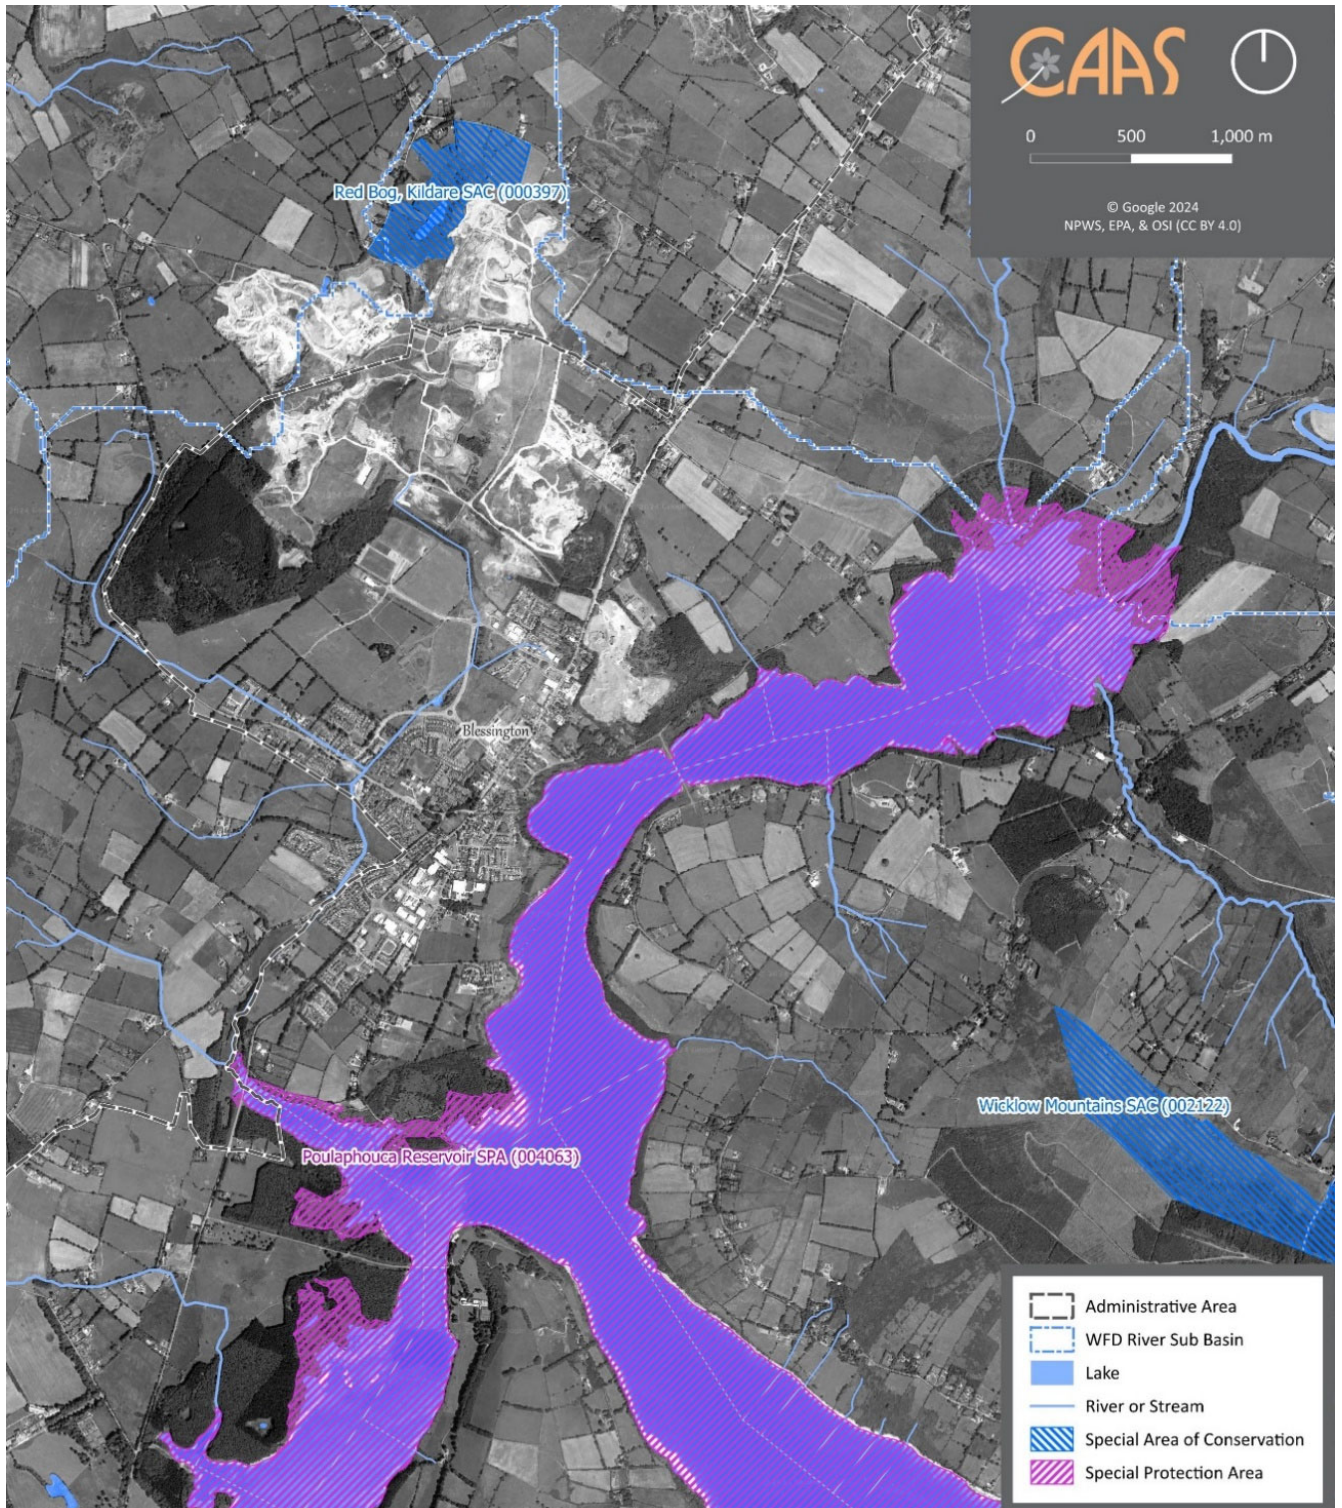 CAAS
0 500 1,000 m
© Google 2024
NPWS, EPA, & OSI (CC BY 4.0)
Red Bog, Kildare SAC (000397)
Blessington
Wicklow Mountains SAC (002122)
Poulaphouca Reservoir SPA (004063)
Administrative Area
WFD River Sub Basin
Lake
River or Stream
Special Area of Conservation
Special Protection Area